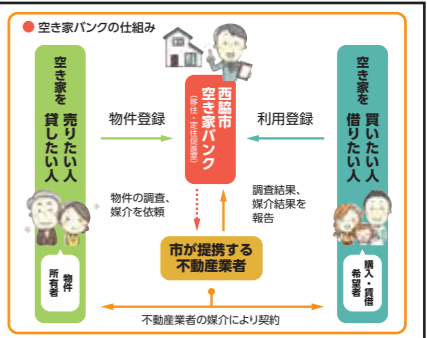 ● 空き家バンクの仕組み
空き家を
売りたい人
貸したい人
物件
所有者
物件登録
西脇市
空き家バンク
（移住・定住促進室）
利用登録
空き家を
買いたい人
借りたい人
購入・賃借
希望者
物件の調査、
媒介を依頼
調査結果、
媒介結果を
報告
市が提携する
不動産業者
不動産業者の媒介により契約